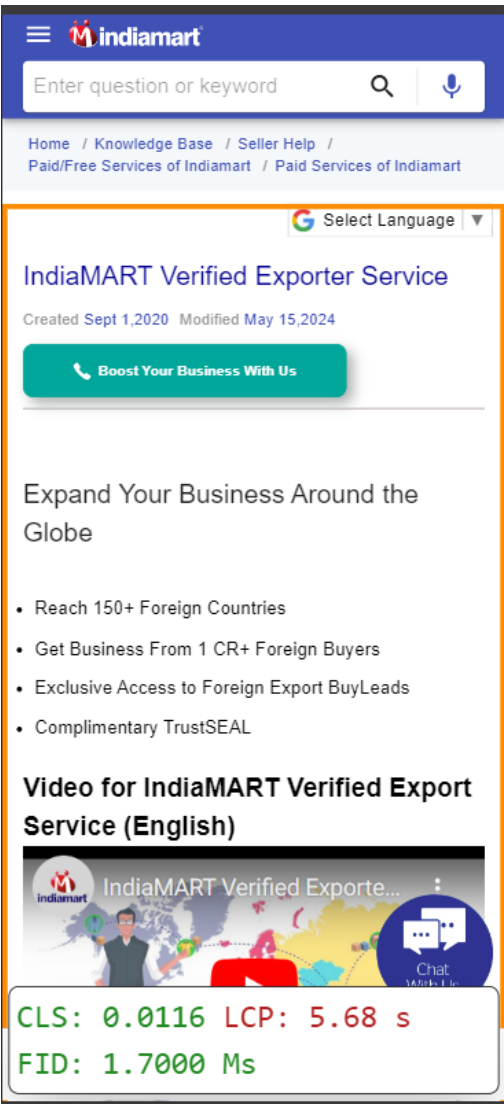 indiamart
Enter question or keyword
Home / Knowledge Base / Seller Help /
Paid/Free Services of Indiamart / Paid Services of Indiamart
Select Language ▼
IndiaMART Verified Exporter Service
Created Sept 1,2020 Modified May 15,2024
Boost Your Business With Us
Expand Your Business Around the
Globe
• Reach 150+ Foreign Countries
• Get Business From 1 CR+ Foreign Buyers
• Exclusive Access to Foreign Export BuyLeads
• Complimentary TrustSEAL
Video for IndiaMART Verified Export
Service (English)
indiamart
IndiaMART Verified Exporte...
Chat
With Us
CLS: 0.0116 LCP: 5.68 s
FID: 1.7000 Ms